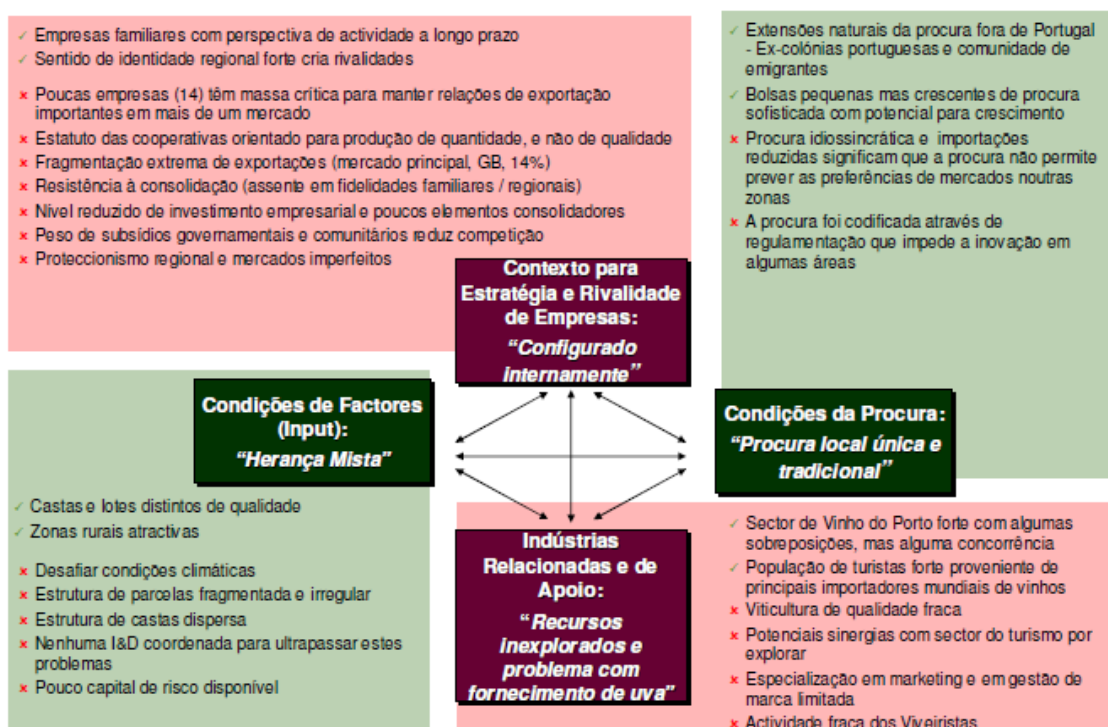 ✓ Empresas familiares com perspectiva de actividade a longo prazo
✓ Sentido de identidade regional forte cria rivalidades
× Poucas empresas (14) têm massa crítica para manter relações de exportação
importantes em mais de um mercado
× Estatuto das cooperativas orientado para produção de quantidade, e não de qualidade
× Fragmentação extrema de exportações (mercado principal, GB, 14%)
× Resistência à consolidação (assente em fidelidades familiares / regionais)
× Nível reduzido de investimento empresarial e poucos elementos consolidadores
× Peso de subsídios governamentais e comunitários reduz competição
× Proteccionismo regional e mercados imperfeitos
✓ Extensões naturais da procura fora de Portugal
- Ex-colónias portuguesas e comunidade de
emigrantes
✓ Bolsas pequenas mas crescentes de procura
sofisticada com potencial para crescimento
× Procura idiossincrática e importações
reduzidas significam que a procura não permite
prever as preferências de mercados noutras
zonas
× A procura foi codificada através de
regulamentação que impede a inovação em
algumas áreas
Contexto para
Estratégia e Rivalidade
de Empresas:
“Configurado
internamente”
Condições de Factores
(Input):
“Herança Mista”
Condições da Procura:
“Procura local única e
tradicional”
✓ Castas e lotes distintos de qualidade
✓ Zonas rurais atractivas
× Desafiar condições climáticas
× Estrutura de parcelas fragmentada e irregular
× Estrutura de castas dispersa
× Nenhuma I&D coordenada para ultrapassar estes
problemas
× Pouco capital de risco disponível
Indústrias
Relacionadas e de
Apoio:
“Recursos
inexplorados e
problema com
fornecimento de uva”
✓ Sector de Vinho do Porto forte com algumas
sobreposições, mas alguma concorrência
✓ População de turistas forte proveniente de
principais importadores mundiais de vinhos
× Viticultura de qualidade fraca
× Potenciais sinergias com sector do turismo por
explorar
× Especialização em marketing e em gestão de
marca limitada
× Actividade fraca dos Viveiristas